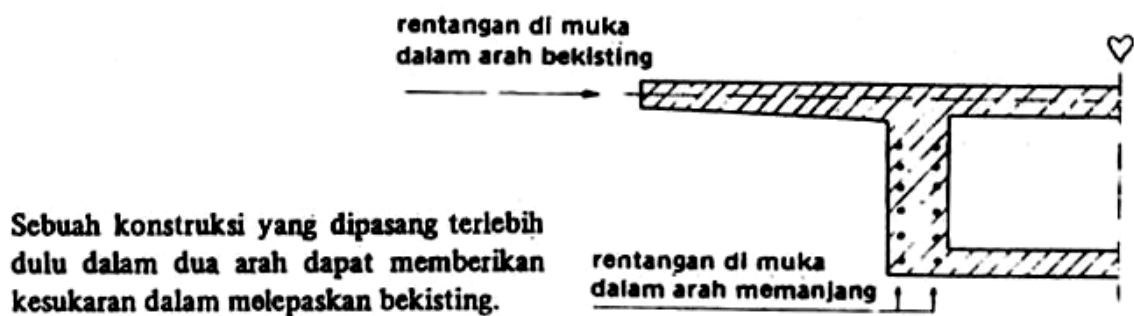 rentangan di muka
dalam arah bekisting
Sebuah konstruksi yang dipasang terlebih
dulu dalam dua arah dapat memberikan
kesukaran dalam melepaskan bekisting.
rentangan di muka
dalam arah memanjang